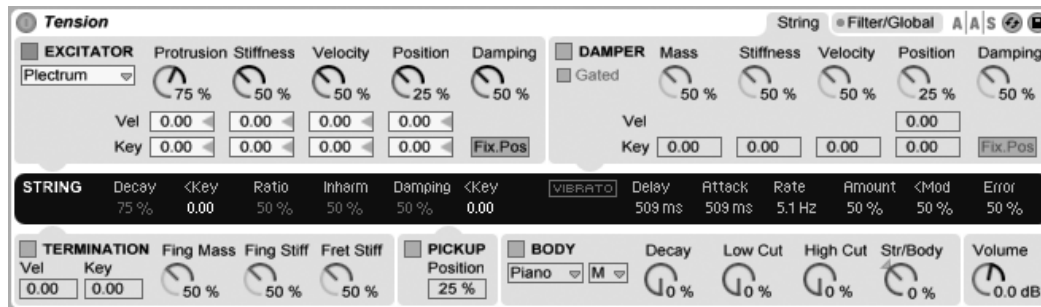 Tension String Filter/Global A A S
EXCITATOR Protrusion Stiffness Velocity Position Damping
Plectrum 75 % 50 % 50 % 25 % 50 %
Vel 0.00 0.00 0.00 0.00
Key 0.00 0.00 0.00 0.00 Fix.Pos
DAMPER Mass Stiffness Velocity Position Damping
Gated 50 % 50 % 50 % 25 % 50 %
Vel 0.00
Key 0.00 0.00 0.00 0.00 Fix.Pos
STRING Decay <Key Ratio Inharm Damping <Key VIBRATO Delay Attack Rate Amount <Mod Error
75 % 0.00 50 % 50 % 50 % 0.00 509 ms 509 ms 5.1 Hz 50 % 50 % 50 %
TERMINATION Fing Mass Fing Stiff Fret Stiff
Vel Key
0.00 0.00 50 % 50 % 50 %
PICKUP
Position
25 %
BODY Decay Low Cut High Cut Str/Body
Piano M 0 % 0 % 0 % 0 %
Volume
0.0 dB